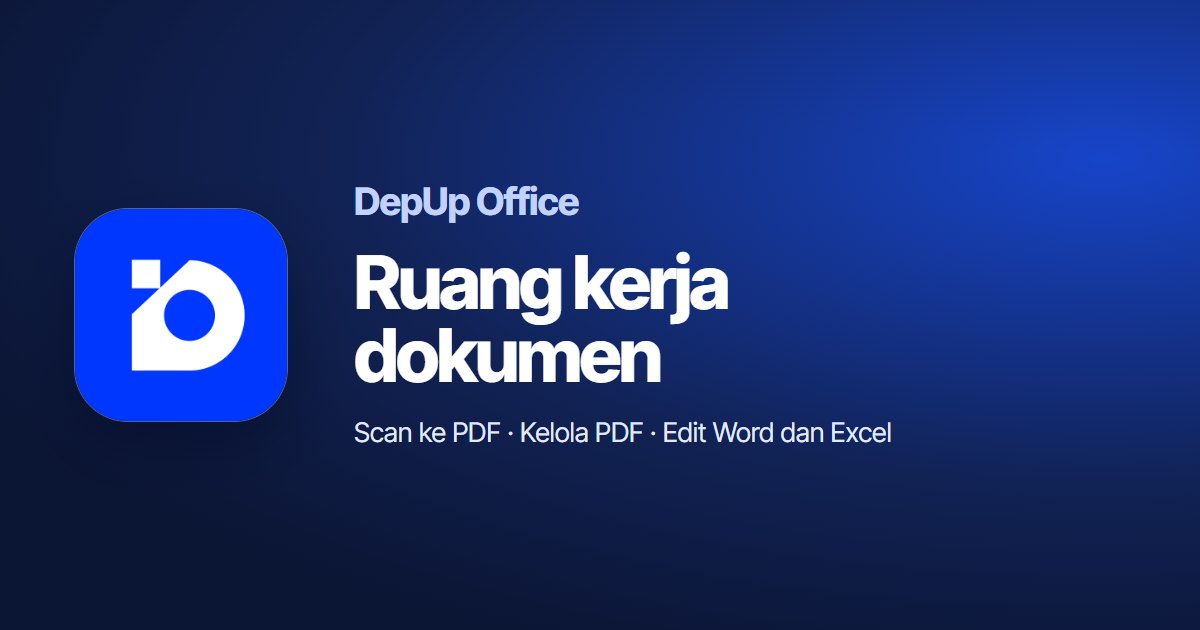 DepUp Office
Ruang kerja
dokumen
Scan ke PDF · Kelola PDF · Edit Word dan Excel